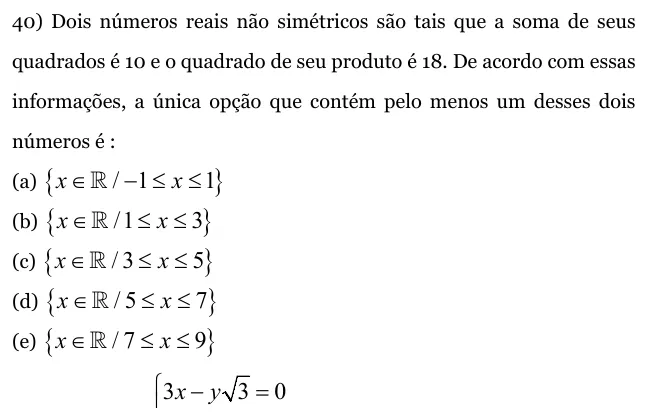 40) Dois números reais não simétricos são tais que a soma de seus
quadrados é 10 e o quadrado de seu produto é 18. De acordo com essas
informações, a única opção que contém pelo menos um desses dois
números é :
(a) {x ∈ ℝ / −1 ≤ x ≤ 1}
(b) {x ∈ ℝ / 1 ≤ x ≤ 3}
(c) {x ∈ ℝ / 3 ≤ x ≤ 5}
(d) {x ∈ ℝ / 5 ≤ x ≤ 7}
(e) {x ∈ ℝ / 7 ≤ x ≤ 9}
3x − y√3 = 0